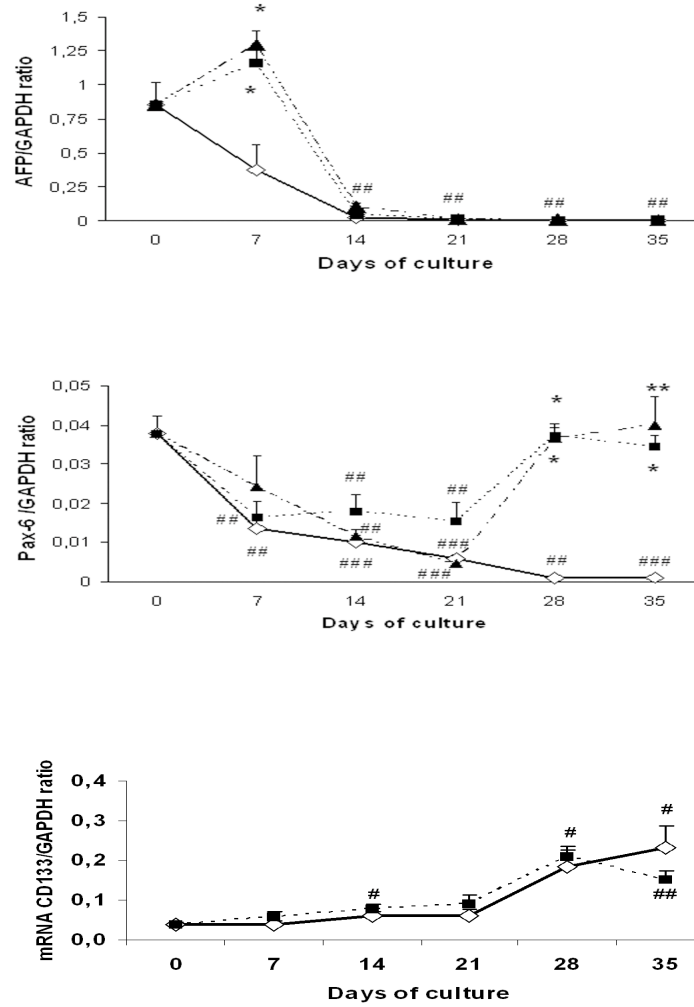 *
1,5
1,25
1
0,75
0,5
0,25
0
AFP/GAPDH ratio
*
## ## ## ##
0 7 14 21 28 35
Days of culture
0,05
0,04
0,03
0,02
0,01
0
Pax-6 /GAPDH ratio
* **
* *
## ##
## ## ###
## ### ### ## ###
0 7 14 21 28 35
Days of culture
0,4
0,3
0,2
0,1
0,0
mRNA CD133/GAPDH ratio
# # #
##
0 7 14 21 28 35
Days of culture